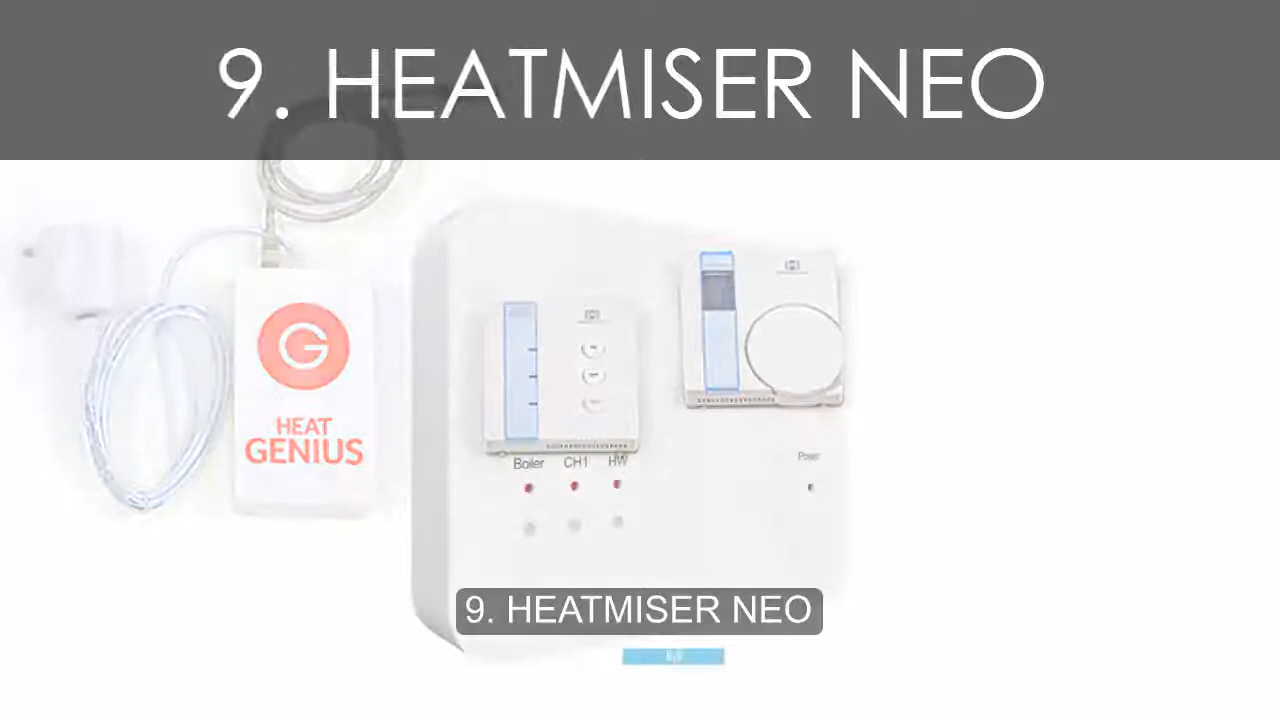 9. HEATMISER NEO
G
HEAT
GENIUS
Boiler CH1 HW
Power
9. HEATMISER NEO